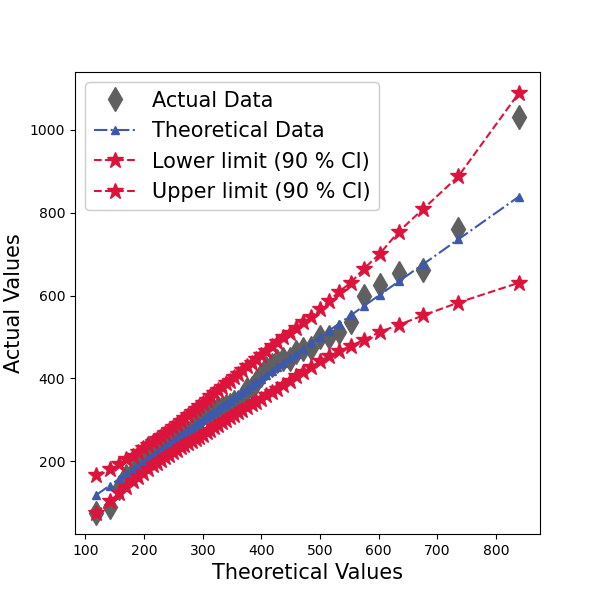 Actual Data
Theoretical Data
Lower limit (90 % CI)
Upper limit (90 % CI)
1000
800
600
400
200
Actual Values
100 200 300 400 500 600 700 800
Theoretical Values